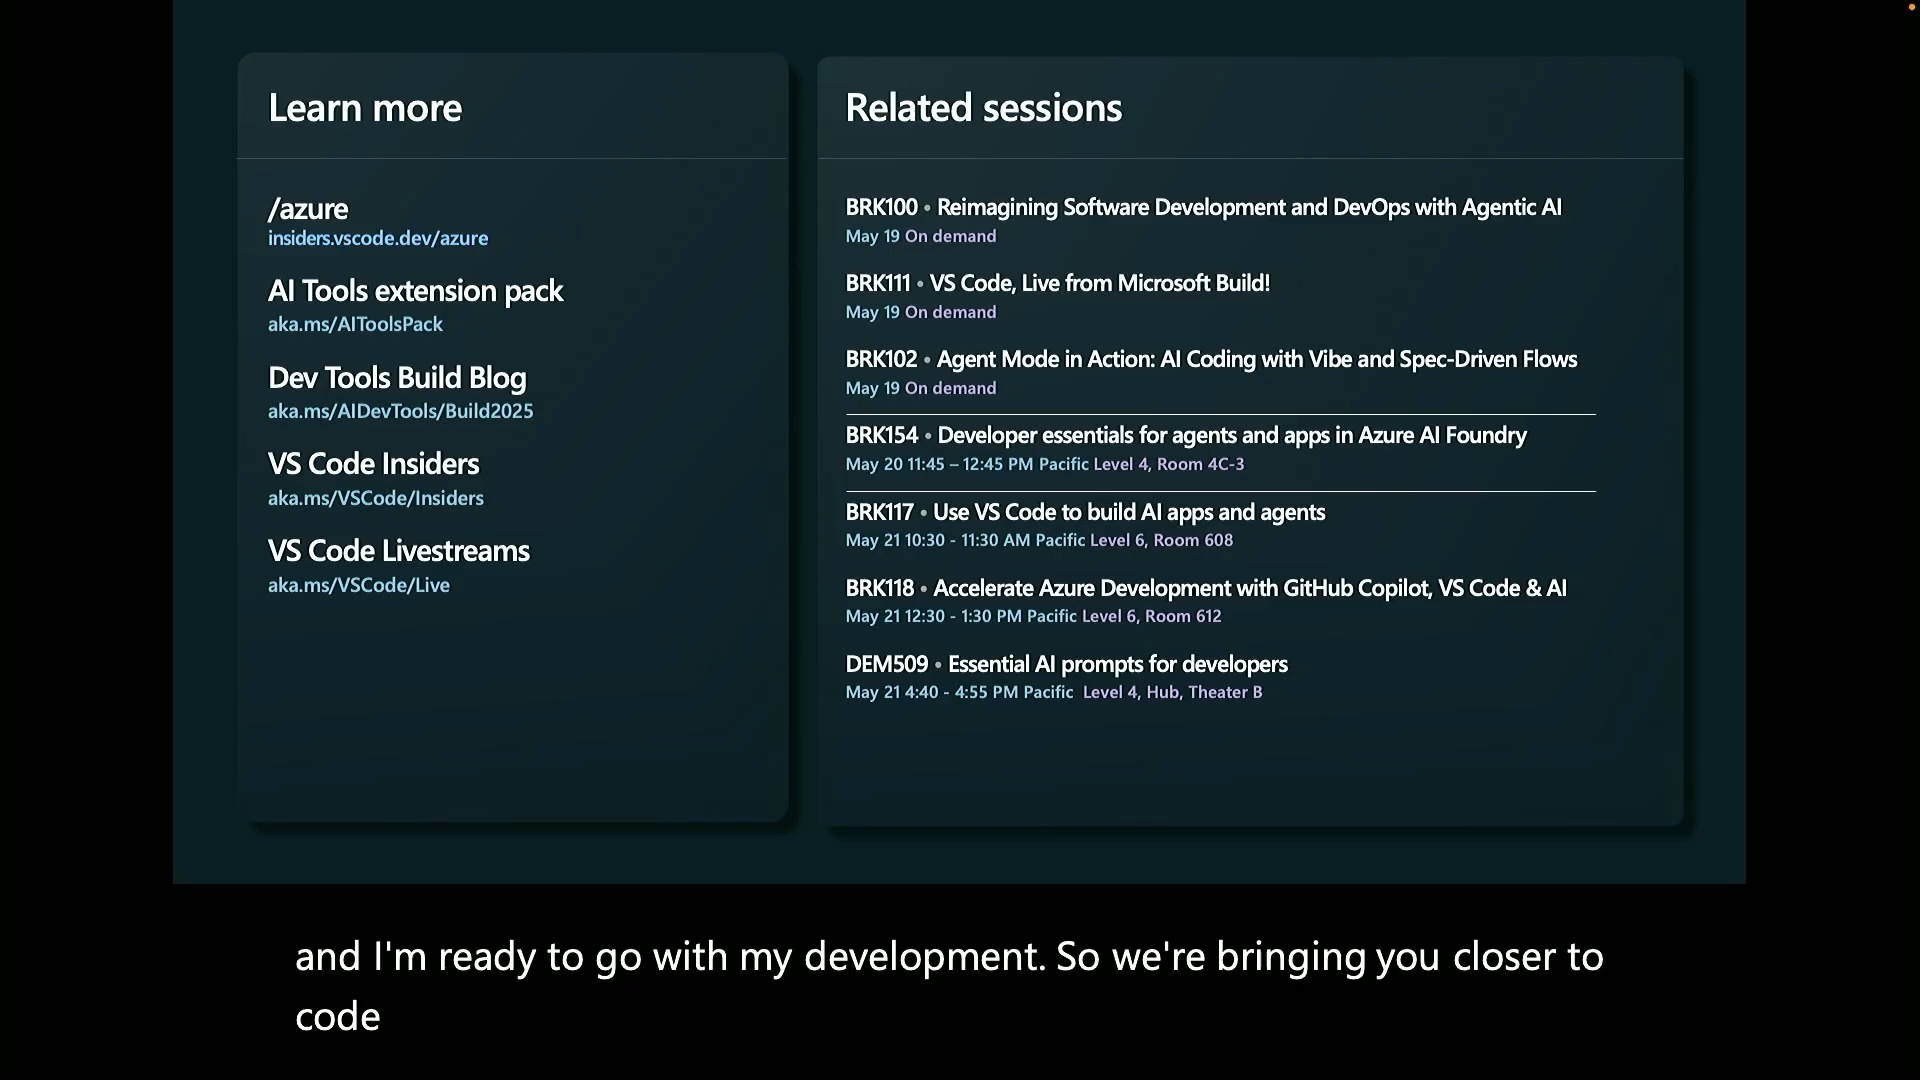 Learn more
/azure
insiders.vscode.dev/azure
AI Tools extension pack
aka.ms/AIToolsPack
Dev Tools Build Blog
aka.ms/AIDevTools/Build2025
VS Code Insiders
aka.ms/VSCode/Insiders
VS Code Livestreams
aka.ms/VSCode/Live
Related sessions
BRK100 • Reimagining Software Development and DevOps with Agentic AI
May 19 On demand
BRK111 • VS Code, Live from Microsoft Build!
May 19 On demand
BRK102 • Agent Mode in Action: AI Coding with Vibe and Spec-Driven Flows
May 19 On demand
BRK154 • Developer essentials for agents and apps in Azure AI Foundry
May 20 11:45 – 12:45 PM Pacific Level 4, Room 4C-3
BRK117 • Use VS Code to build AI apps and agents
May 21 10:30 - 11:30 AM Pacific Level 6, Room 608
BRK118 • Accelerate Azure Development with GitHub Copilot, VS Code & AI
May 21 12:30 - 1:30 PM Pacific Level 6, Room 612
DEM509 • Essential AI prompts for developers
May 21 4:40 - 4:55 PM Pacific Level 4, Hub, Theater B
and I'm ready to go with my development. So we're bringing you closer to
code